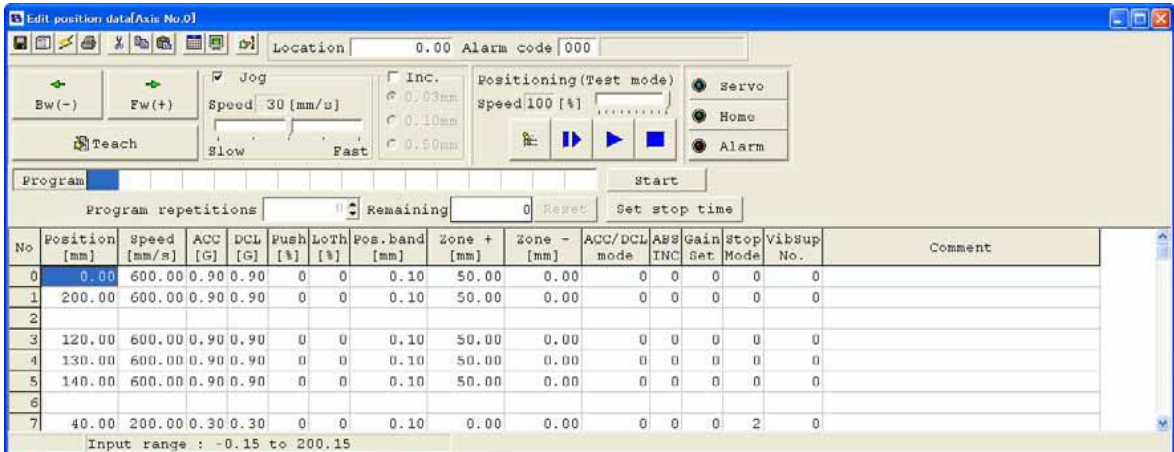 Edit position data[Axis No.0]
Location 0.00 Alarm code 000
Bw(-) Fw(+) Jog Inc. Positioning(Test mode) Servo
Speed 30 [mm/s] 0.03mm Speed 100 [%] Home
Teach Slow Fast 0.10mm 0.50mm Alarm
Program Start
Program repetitions 0 Remaining 0 Reset Set stop time
No Position [mm] Speed [mm/s] ACC [G] DCL [G] Push [%] LoTh [%] Pos.band [mm] Zone + [mm] Zone - [mm] ACC/DCL mode ABS INC Gain Set Stop Mode VibSup No. Comment
0 0.00 600.00 0.90 0.90 0 0 0.10 50.00 0.00 0 0 0 0 0
1 200.00 600.00 0.90 0.90 0 0 0.10 50.00 0.00 0 0 0 0 0
2
3 120.00 600.00 0.90 0.90 0 0 0.10 50.00 0.00 0 0 0 0 0
4 130.00 600.00 0.90 0.90 0 0 0.10 50.00 0.00 0 0 0 0 0
5 140.00 600.00 0.90 0.90 0 0 0.10 50.00 0.00 0 0 0 0 0
6
7 40.00 200.00 0.30 0.30 0 0 0.10 0.00 0.00 0 0 0 2 0
Input range : -0.15 to 200.15